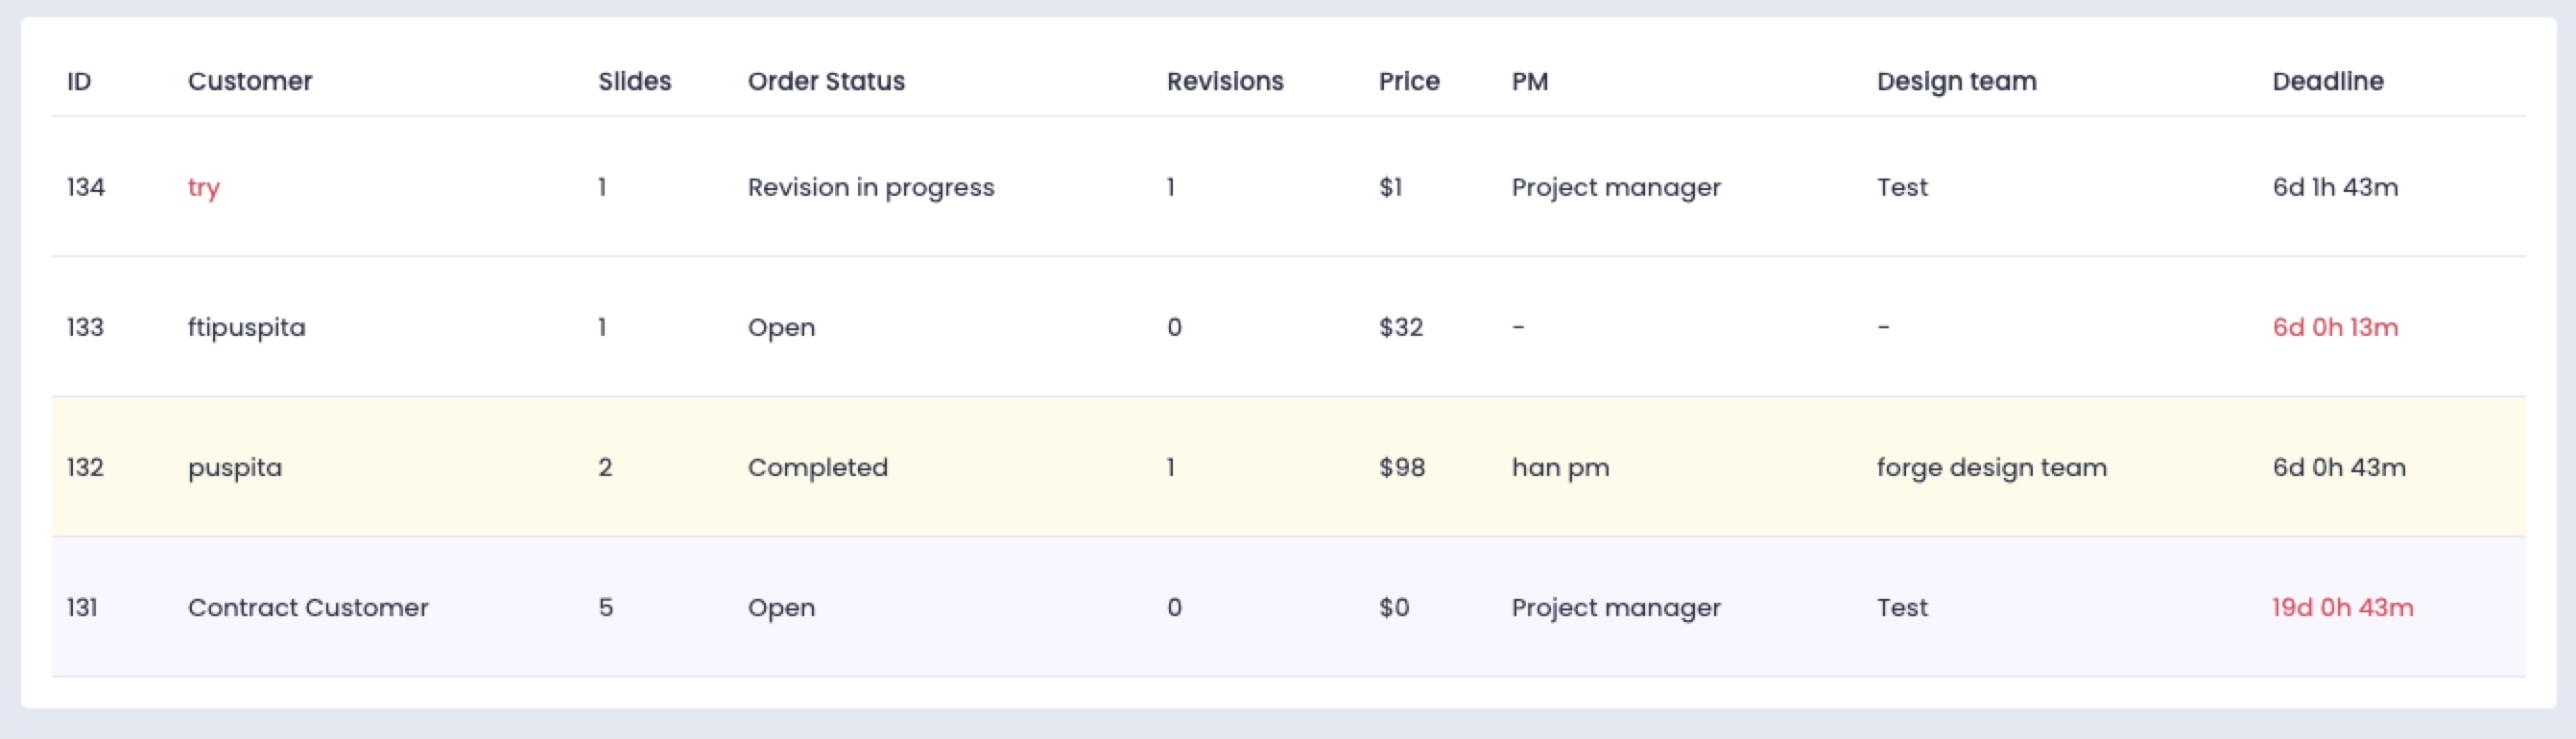 ID Customer Slides Order Status Revisions Price PM Design team Deadline
134 try 1 Revision in progress 1 $1 Project manager Test 6d 1h 43m
133 ftipuspita 1 Open 0 $32 - - 6d 0h 13m
132 puspita 2 Completed 1 $98 han pm forge design team 6d 0h 43m
131 Contract Customer 5 Open 0 $0 Project manager Test 19d 0h 43m